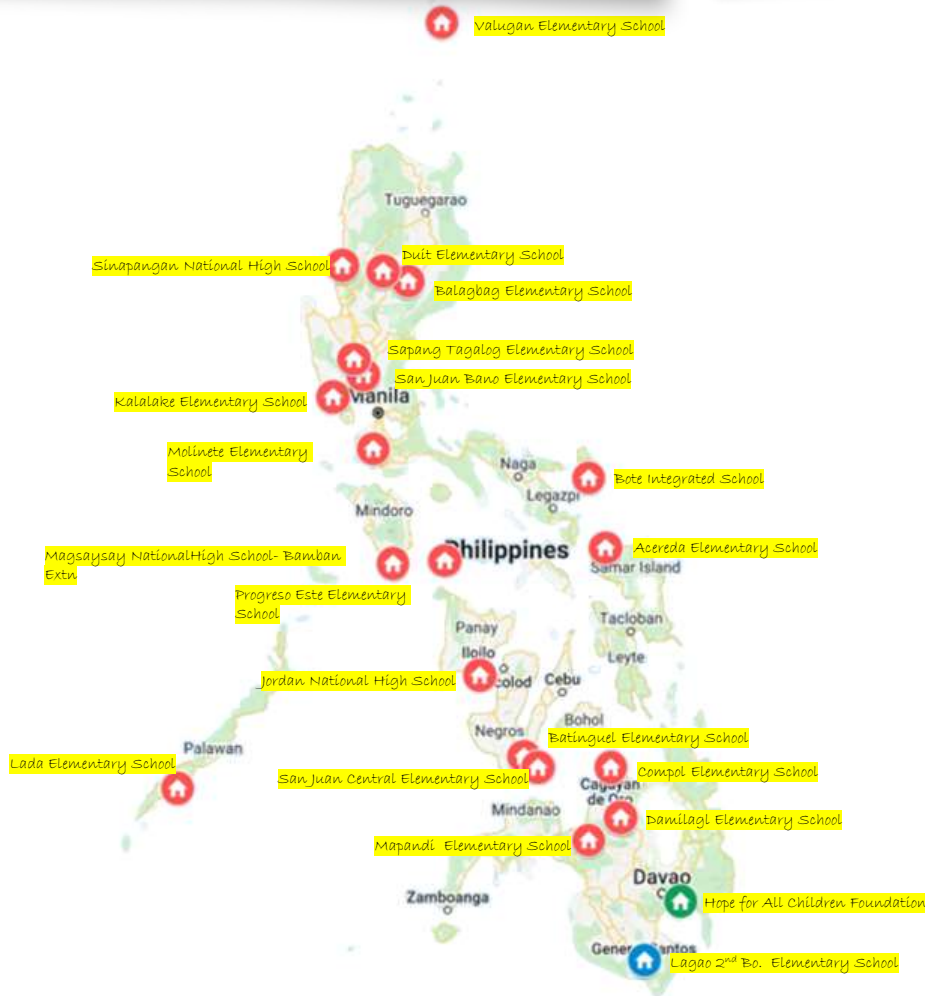 Valugan Elementary School
Tuguegarao
Duit Elementary School
Sinapangan National High School
Balagbag Elementary School
Sapang Tagalog Elementary School
San Juan Bano Elementary School
Manila
Kalalake Elementary School
Molinete Elementary
School
Naga
Bote Integrated School
Legazpi
Mindoro
Philippines
Acereda Elementary School
Magsaysay NationalHigh School- Bamban
Extn
Samar Island
Progreso Este Elementary
School
Tacloban
Panay
Iloilo
Leyte
Jordan National High School
colod
Cebu
Bohol
Negros
Batinguel Elementary School
Palawan
Lada Elementary School
San Juan Central Elementary School
Compol Elementary School
Cagayan
de Oro
Mindanao
Damilagl Elementary School
Mapandi Elementary School
Davao
Zamboanga
Hope for All Children Foundation
General Santos
Lagao 2nd Bo. Elementary School